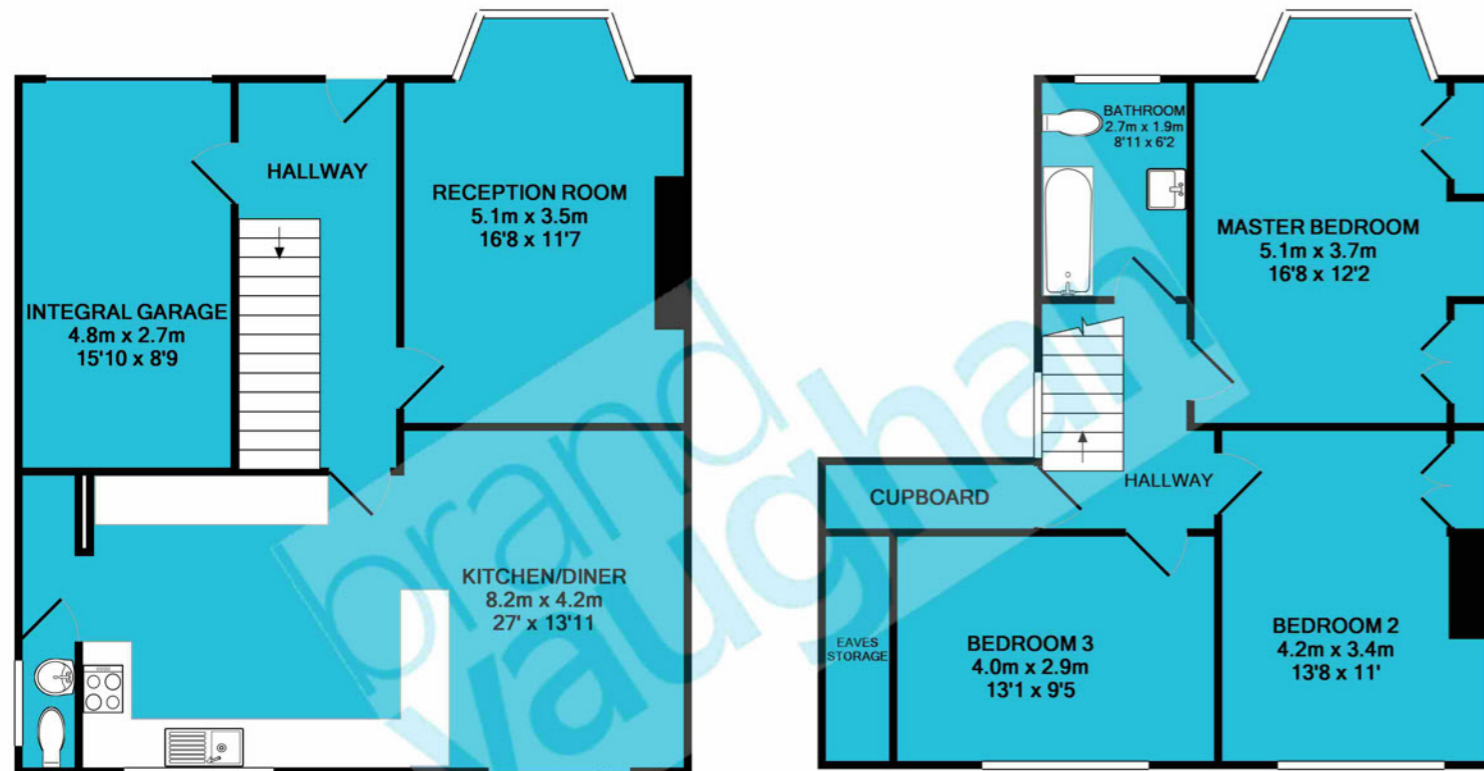 INTEGRAL GARAGE
4.8m x 2.7m
15'10 x 8'9
HALLWAY
RECEPTION ROOM
5.1m x 3.5m
16'8 x 11'7
KITCHEN/DINER
8.2m x 4.2m
27' x 13'11
BATHROOM
2.7m x 1.9m
8'11 x 6'2
MASTER BEDROOM
5.1m x 3.7m
16'8 x 12'2
CUPBOARD
HALLWAY
EAVES
STORAGE
BEDROOM 3
4.0m x 2.9m
13'1 x 9'5
BEDROOM 2
4.2m x 3.4m
13'8 x 11'
brand
vaughan